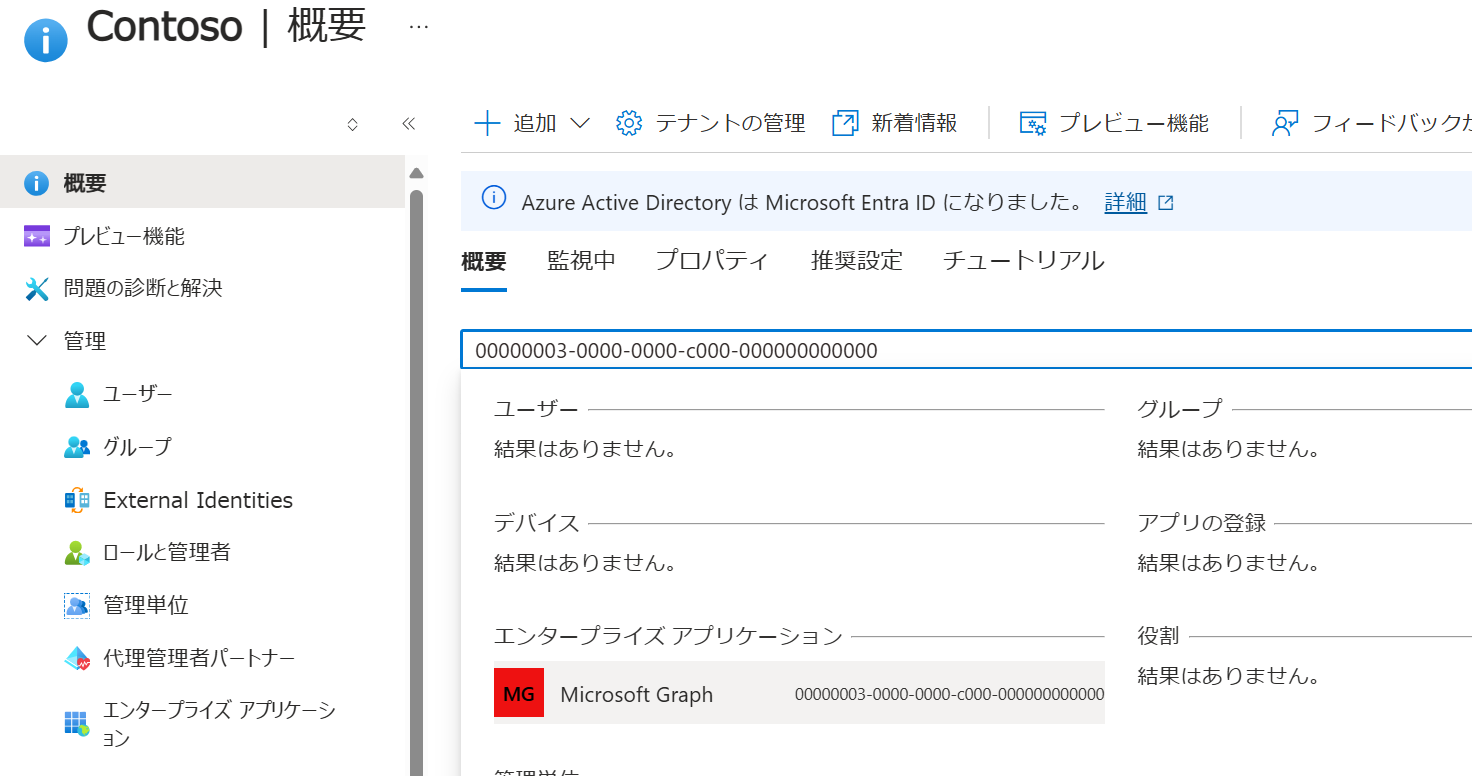 Contoso | 概要 ...
追加 テナントの管理 新着情報 プレビュー機能 フィードバックが
概要
プレビュー機能
問題の診断と解決
管理
ユーザー
グループ
External Identities
ロールと管理者
管理単位
代理管理者パートナー
エンタープライズ アプリケーシ
ョン
Azure Active Directory は Microsoft Entra ID になりました。 詳細
概要 監視中 プロパティ 推奨設定 チュートリアル
00000003-0000-0000-c000-000000000000
ユーザー
結果はありません。
グループ
結果はありません。
デバイス
結果はありません。
アプリの登録
結果はありません。
エンタープライズ アプリケーション
MG Microsoft Graph 00000003-0000-0000-c000-000000000000
役割
結果はありません。
管理単位